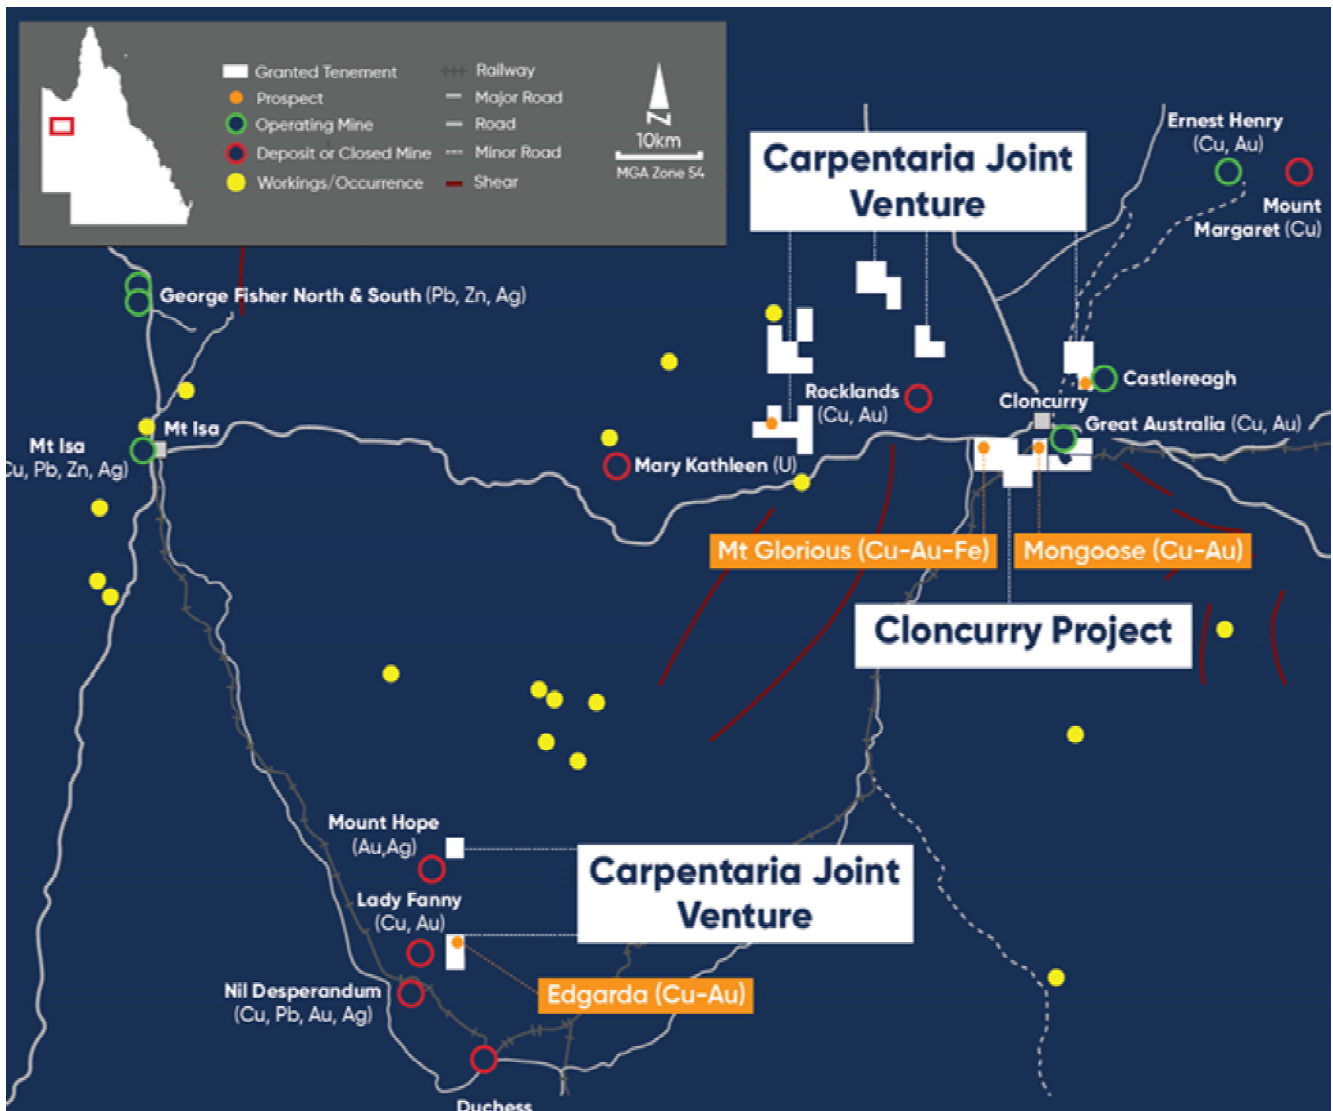 Granted Tenement
Prospect
Operating Mine
Deposit or Closed Mine
Workings/Occurrence
Railway
Major Road
Road
Minor Road
Shear
N
10km
MGA Zone 54
Carpentaria Joint
Venture
Ernest Henry
(Cu, Au)
Mount
Margaret (Cu)
George Fisher North & South (Pb, Zn, Ag)
Rocklands
(Cu, Au)
Castlereagh
Cloncurry
Great Australia (Cu, Au)
Mt Isa
Mt Isa
Cu, Pb, Zn, Ag)
Mary Kathleen (U)
Mt Glorious (Cu-Au-Fe)
Mongoose (Cu-Au)
Cloncurry Project
Mount Hope
(Au,Ag)
Carpentaria Joint
Venture
Lady Fanny
(Cu, Au)
Nil Desperandum
(Cu, Pb, Au, Ag)
Edgarda (Cu-Au)
Duchess